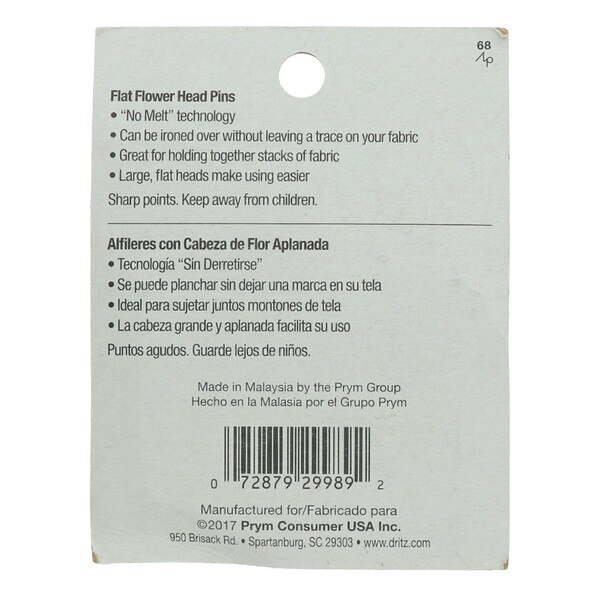 68
Flat Flower Head Pins
• “No Melt” technology
• Can be ironed over without leaving a trace on your fabric
• Great for holding together stacks of fabric
• Large, flat heads make using easier
Sharp points. Keep away from children.
Alfileres con Cabeza de Flor Aplanada
• Tecnología “Sin Derretirse”
• Se puede planchar sin dejar una marca en su tela
• Ideal para sujetar juntos montones de tela
• La cabeza grande y aplanada facilita su uso
Puntos agudos. Guarde lejos de niños.
Made in Malaysia by the Prym Group
Hecho en la Malasia por el Grupo Prym
0 72879 29989 2
Manufactured for/Fabricado para
©2017 Prym Consumer USA Inc.
950 Brisack Rd. • Spartanburg, SC 29303 • www.dritz.com